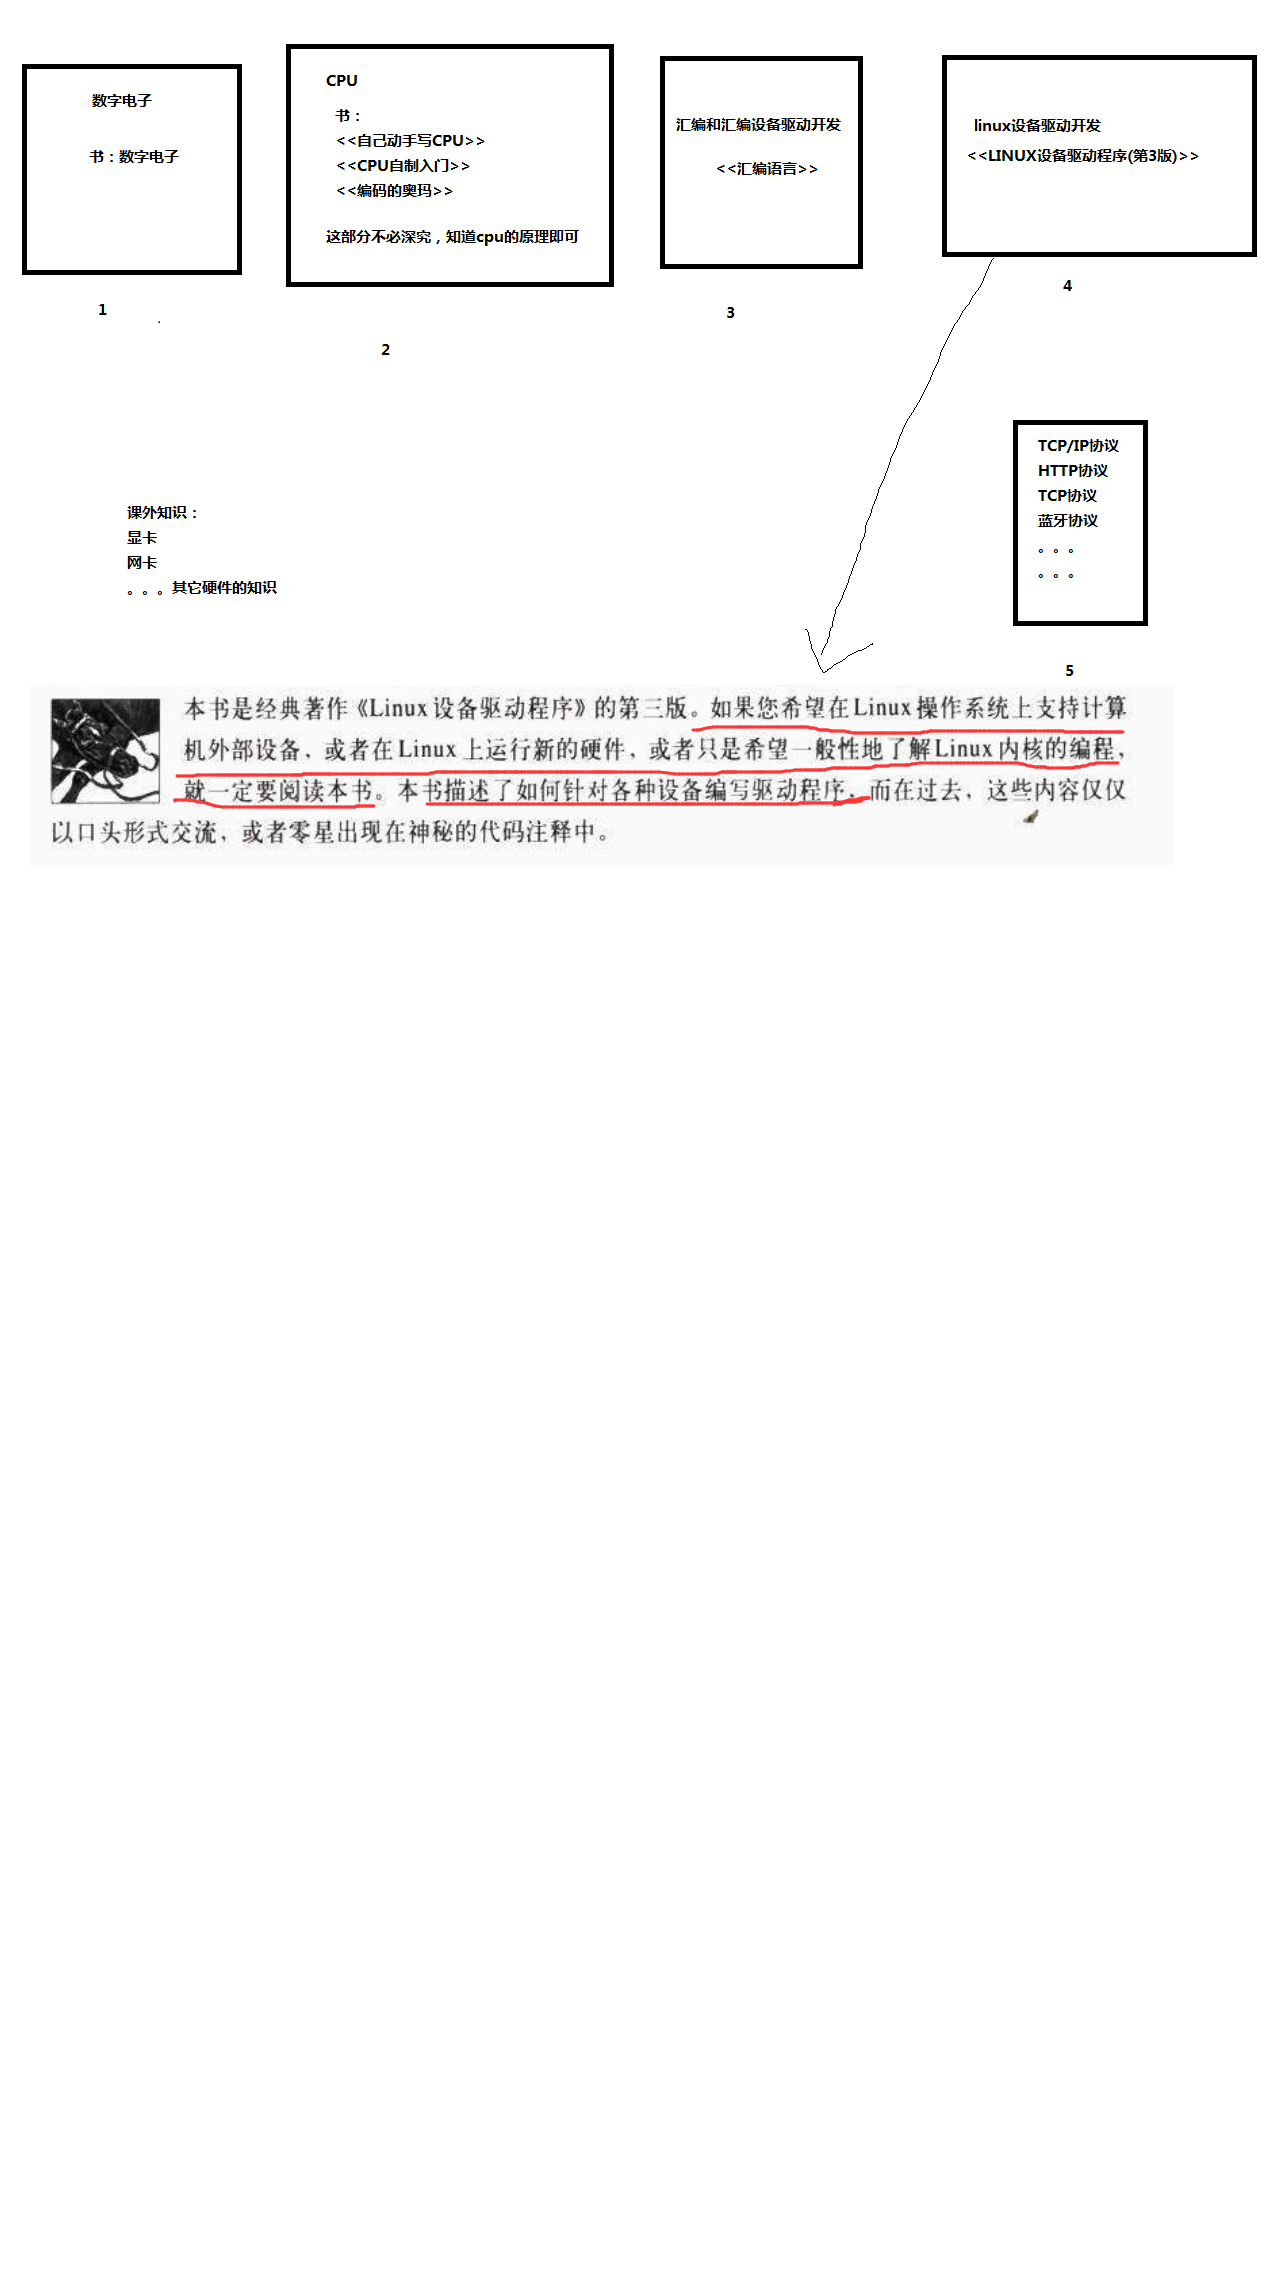 数字电子
书：数字电子
1
CPU
书：
<<自己动手写CPU>>
<<CPU自制入门>>
<<编码的奥玛>>
这部分不必深究，知道cpu的原理即可
2
汇编和汇编设备驱动开发
<<汇编语言>>
3
linux设备驱动开发
<<LINUX设备驱动程序(第3版)>>
4
TCP/IP协议
HTTP协议
TCP协议
蓝牙协议
。。。
。。。
5
课外知识：
显卡
网卡
。。。其它硬件的知识
本书是经典著作《Linux设备驱动程序》的第三版。如果您希望在Linux操作系统上支持计算
机外部设备，或者在Linux上运行新的硬件，或者只是希望一般性地了解Linux内核的编程，
就一定要阅读本书。本书描述了如何针对各种设备编写驱动程序，而在过去，这些内容仅仅
以口头形式交流，或者零星出现在神秘的代码注释中。